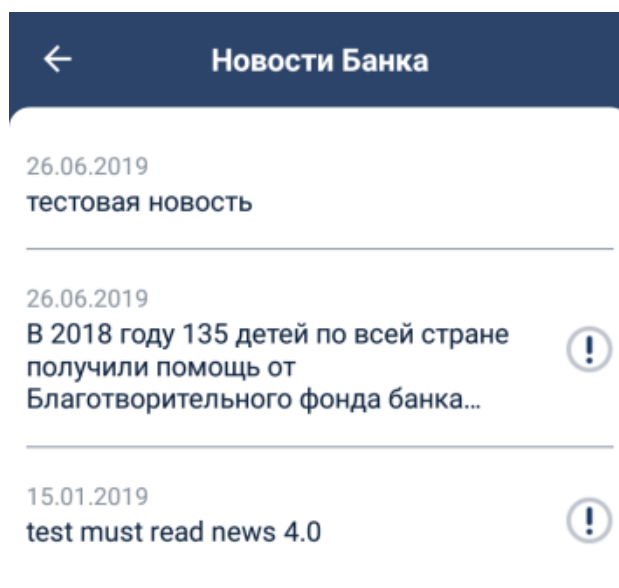 Новости Банка
26.06.2019
тестовая новость
26.06.2019
В 2018 году 135 детей по всей стране
получили помощь от
Благотворительного фонда банка...
15.01.2019
test must read news 4.0